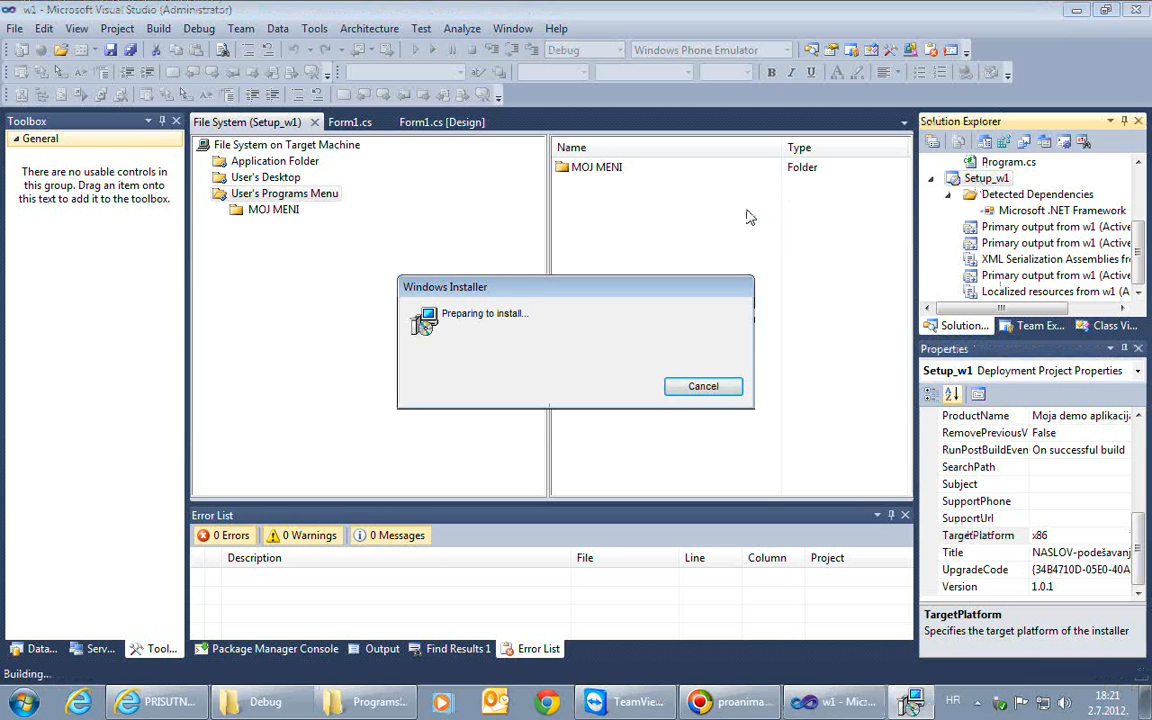 w1 - Microsoft Visual Studio (Administrator)
File Edit View Project Build Debug Team Data Tools Architecture Test Analyze Window Help
Debug Windows Phone Emulator
Toolbox
General
There are no usable controls in
this group. Drag an item onto
this text to add it to the toolbox.
File System (Setup_w1) Form1.cs Form1.cs [Design]
File System on Target Machine
Application Folder
User's Desktop
User's Programs Menu
MOJ MENI
Name Type
MOJ MENI Folder
Windows Installer
Preparing to install...
Cancel
Solution Explorer
Program.cs
Setup_w1
Detected Dependencies
Microsoft .NET Framework
Primary output from w1 (Active
Primary output from w1 (Active
XML Serialization Assemblies fro
Primary output from w1 (Active
Localized resources from w1 (A
Solution... Team Ex... Class Vi...
Properties
Setup_w1 Deployment Project Properties
ProductName Moja demo aplikacija
RemovePreviousV False
RunPostBuildEven On successful build
SearchPath
Subject
SupportPhone
SupportUrl
TargetPlatform x86
Title NASLOV-podešavanj
UpgradeCode {34B4710D-05E0-40A
Version 1.0.1
TargetPlatform
Specifies the target platform of the installer
Error List
0 Errors 0 Warnings 0 Messages
Description File Line Column Project
Data... Serv... Tool... Package Manager Console Output Find Results 1 Error List
Building...
PRISUTN... Debug Programs... TeamVie... proanima... w1 - Micr... HR 18:21
2.7.2012.